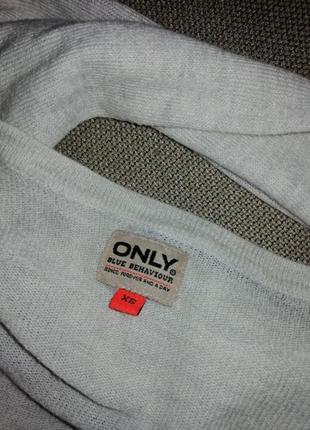 ONLY®
BLUE BEHAVIOUR
SINCE FOREVER AND A DAY
XS